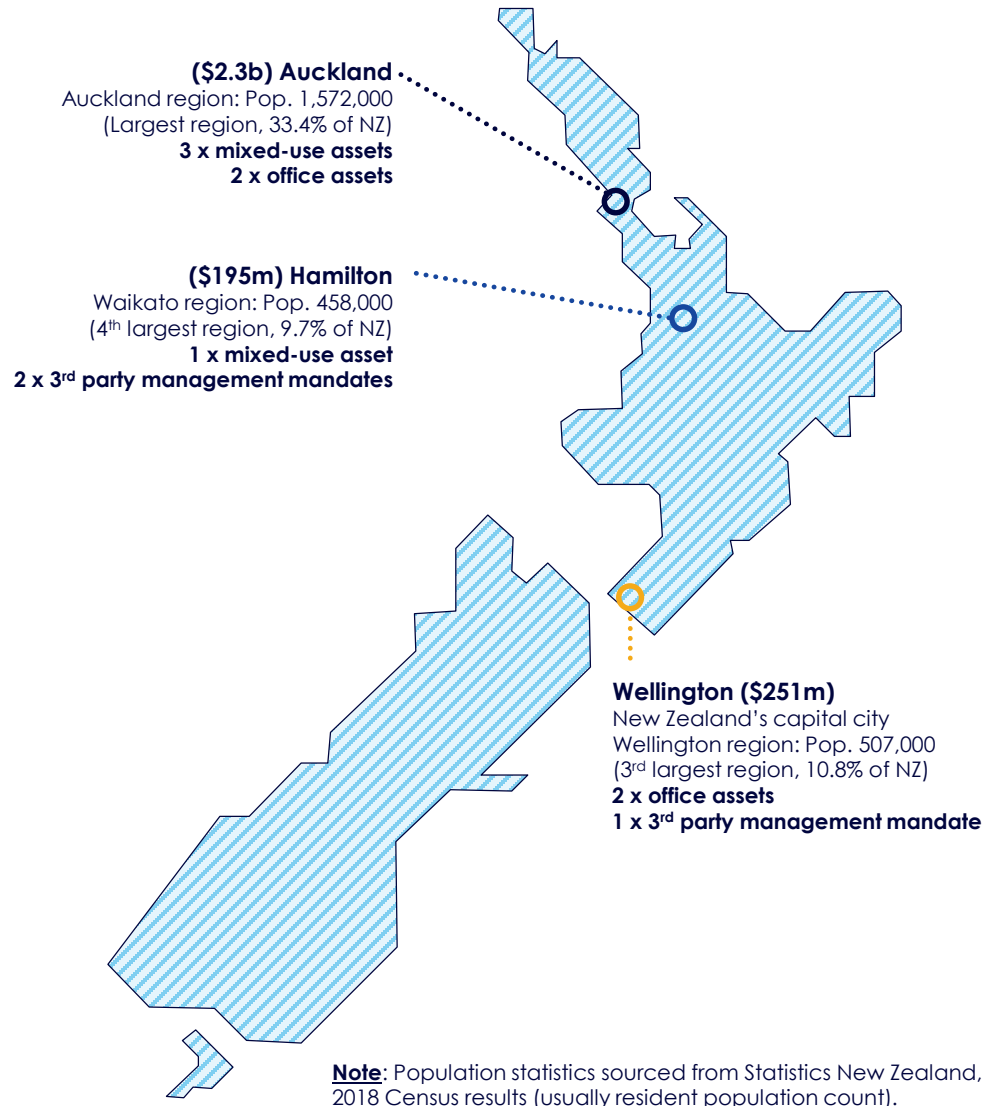 ($2.3b) Auckland
Auckland region: Pop. 1,572,000
(Largest region, 33.4% of NZ)
3 x mixed-use assets
2 x office assets
($195m) Hamilton
Waikato region: Pop. 458,000
(4th largest region, 9.7% of NZ)
1 x mixed-use asset
2 x 3rd party management mandates
Wellington ($251m)
New Zealand’s capital city
Wellington region: Pop. 507,000
(3rd largest region, 10.8% of NZ)
2 x office assets
1 x 3rd party management mandate
Note: Population statistics sourced from Statistics New Zealand,
2018 Census results (usually resident population count).